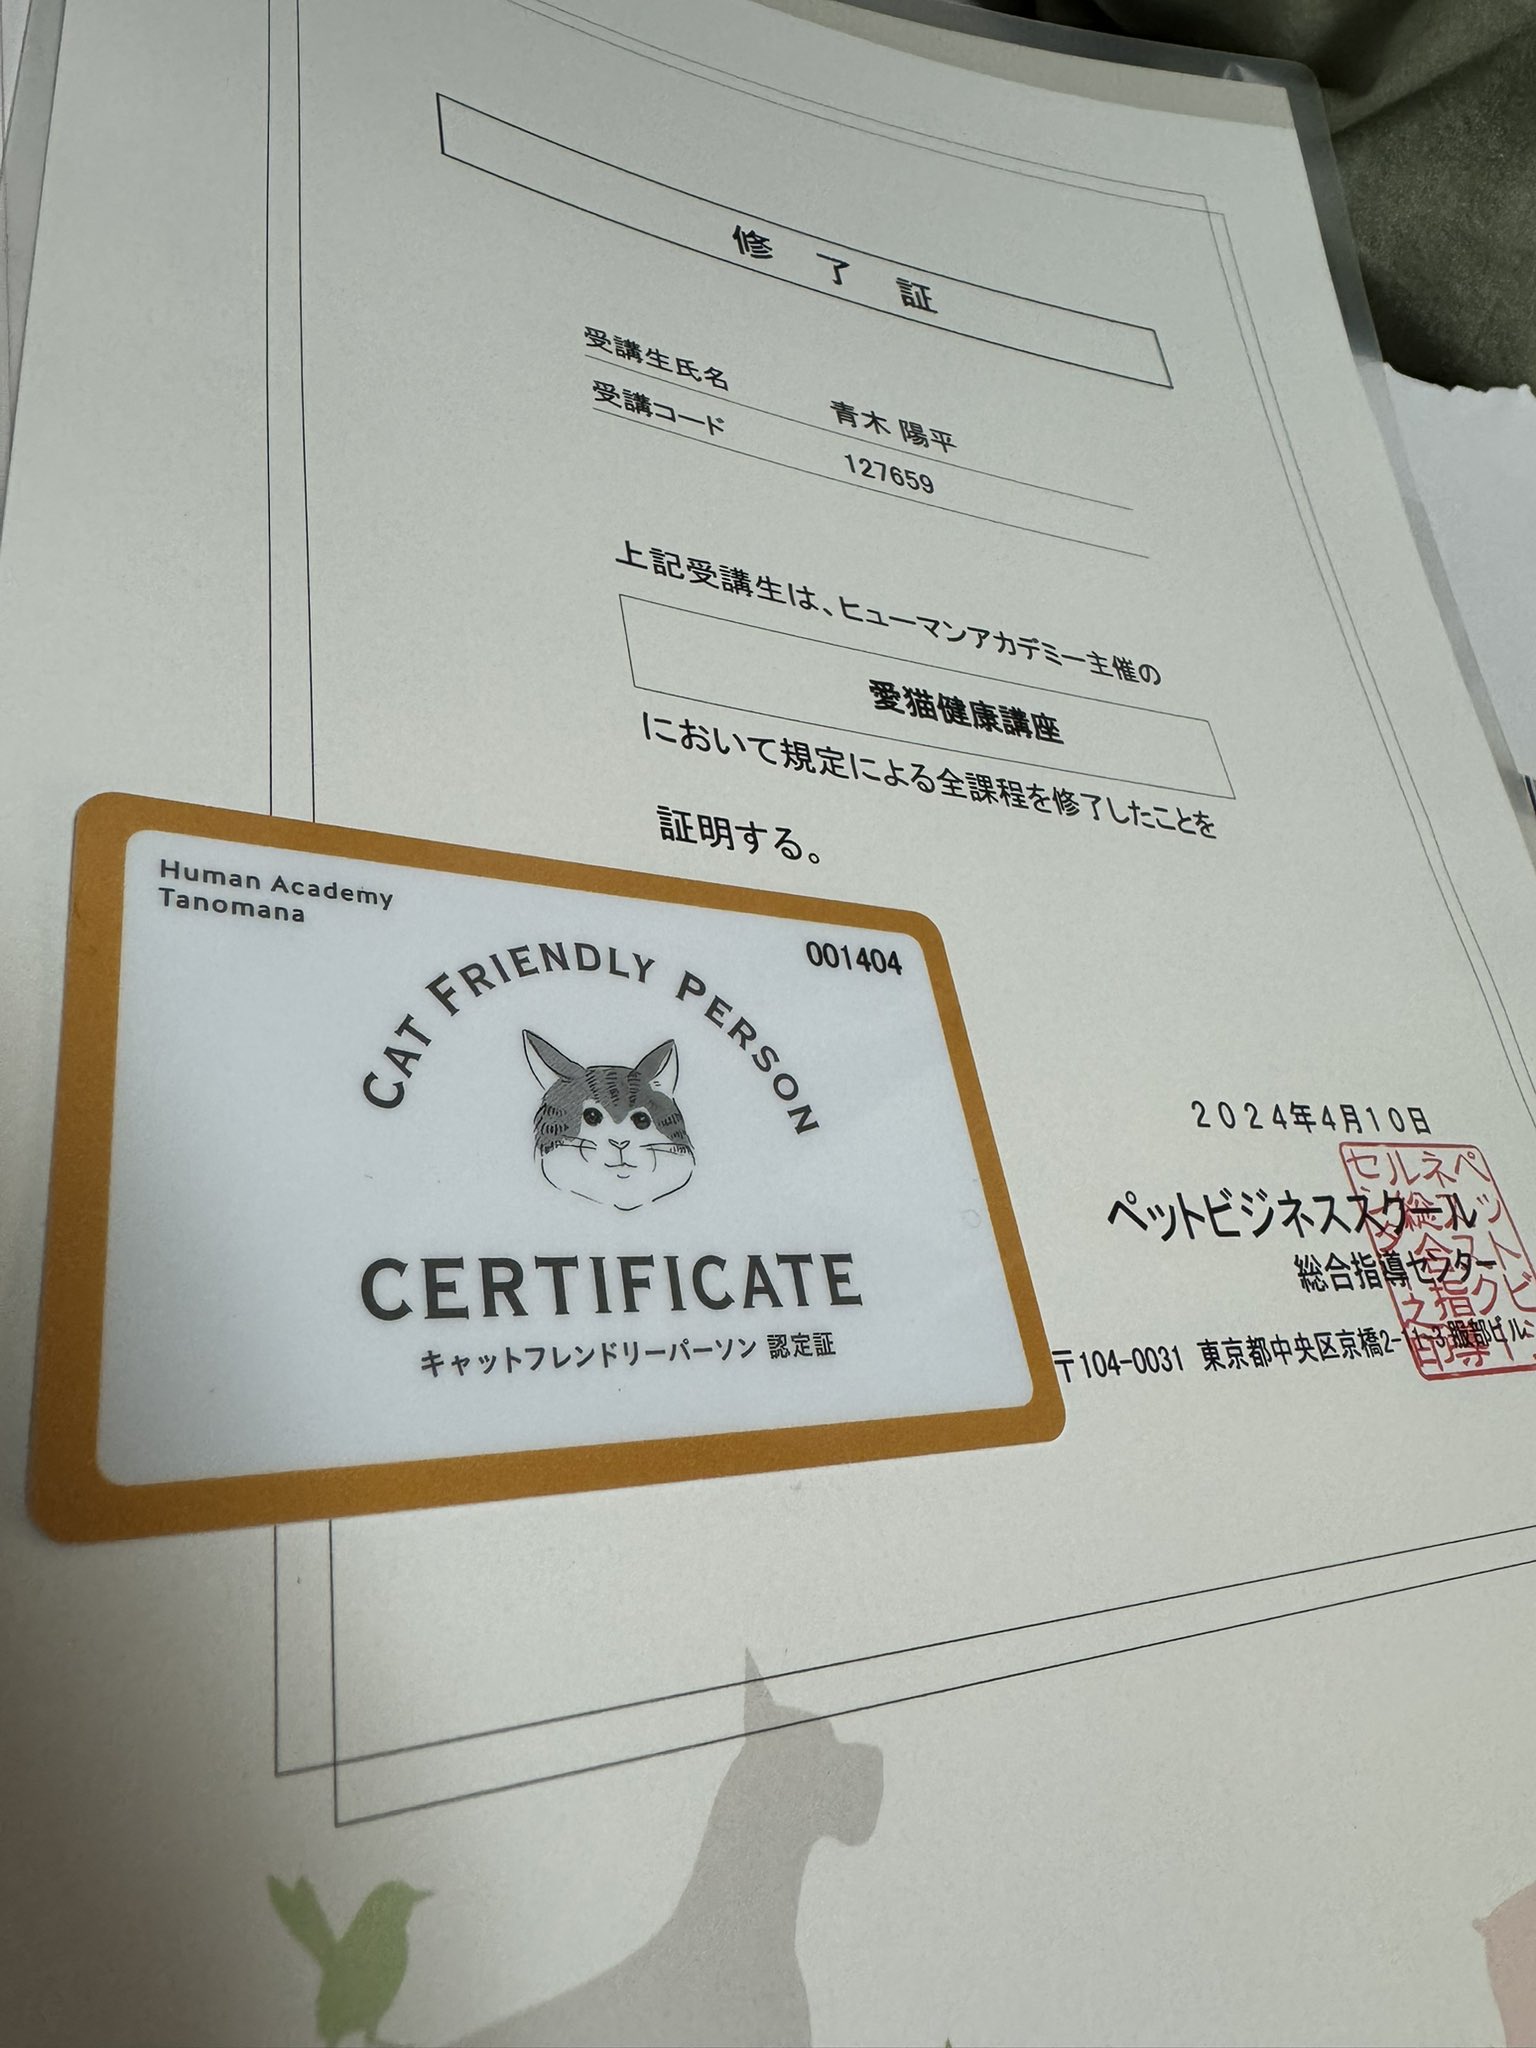 修了証
受講生氏名 青木 陽平
受講コード 127659
上記受講生は、ヒューマンアカデミー主催の
愛猫健康講座
において規定による全課程を修了したことを
証明する。
Human Academy
Tanomana
001404
CAT FRIENDLY PERSON
CERTIFICATE
キャットフレンドリーパーソン 認定証
2024年4月10日
ペットビジネススクール
総合指導センター
〒104-0031 東京都中央区京橋2-11-3 服部ビル